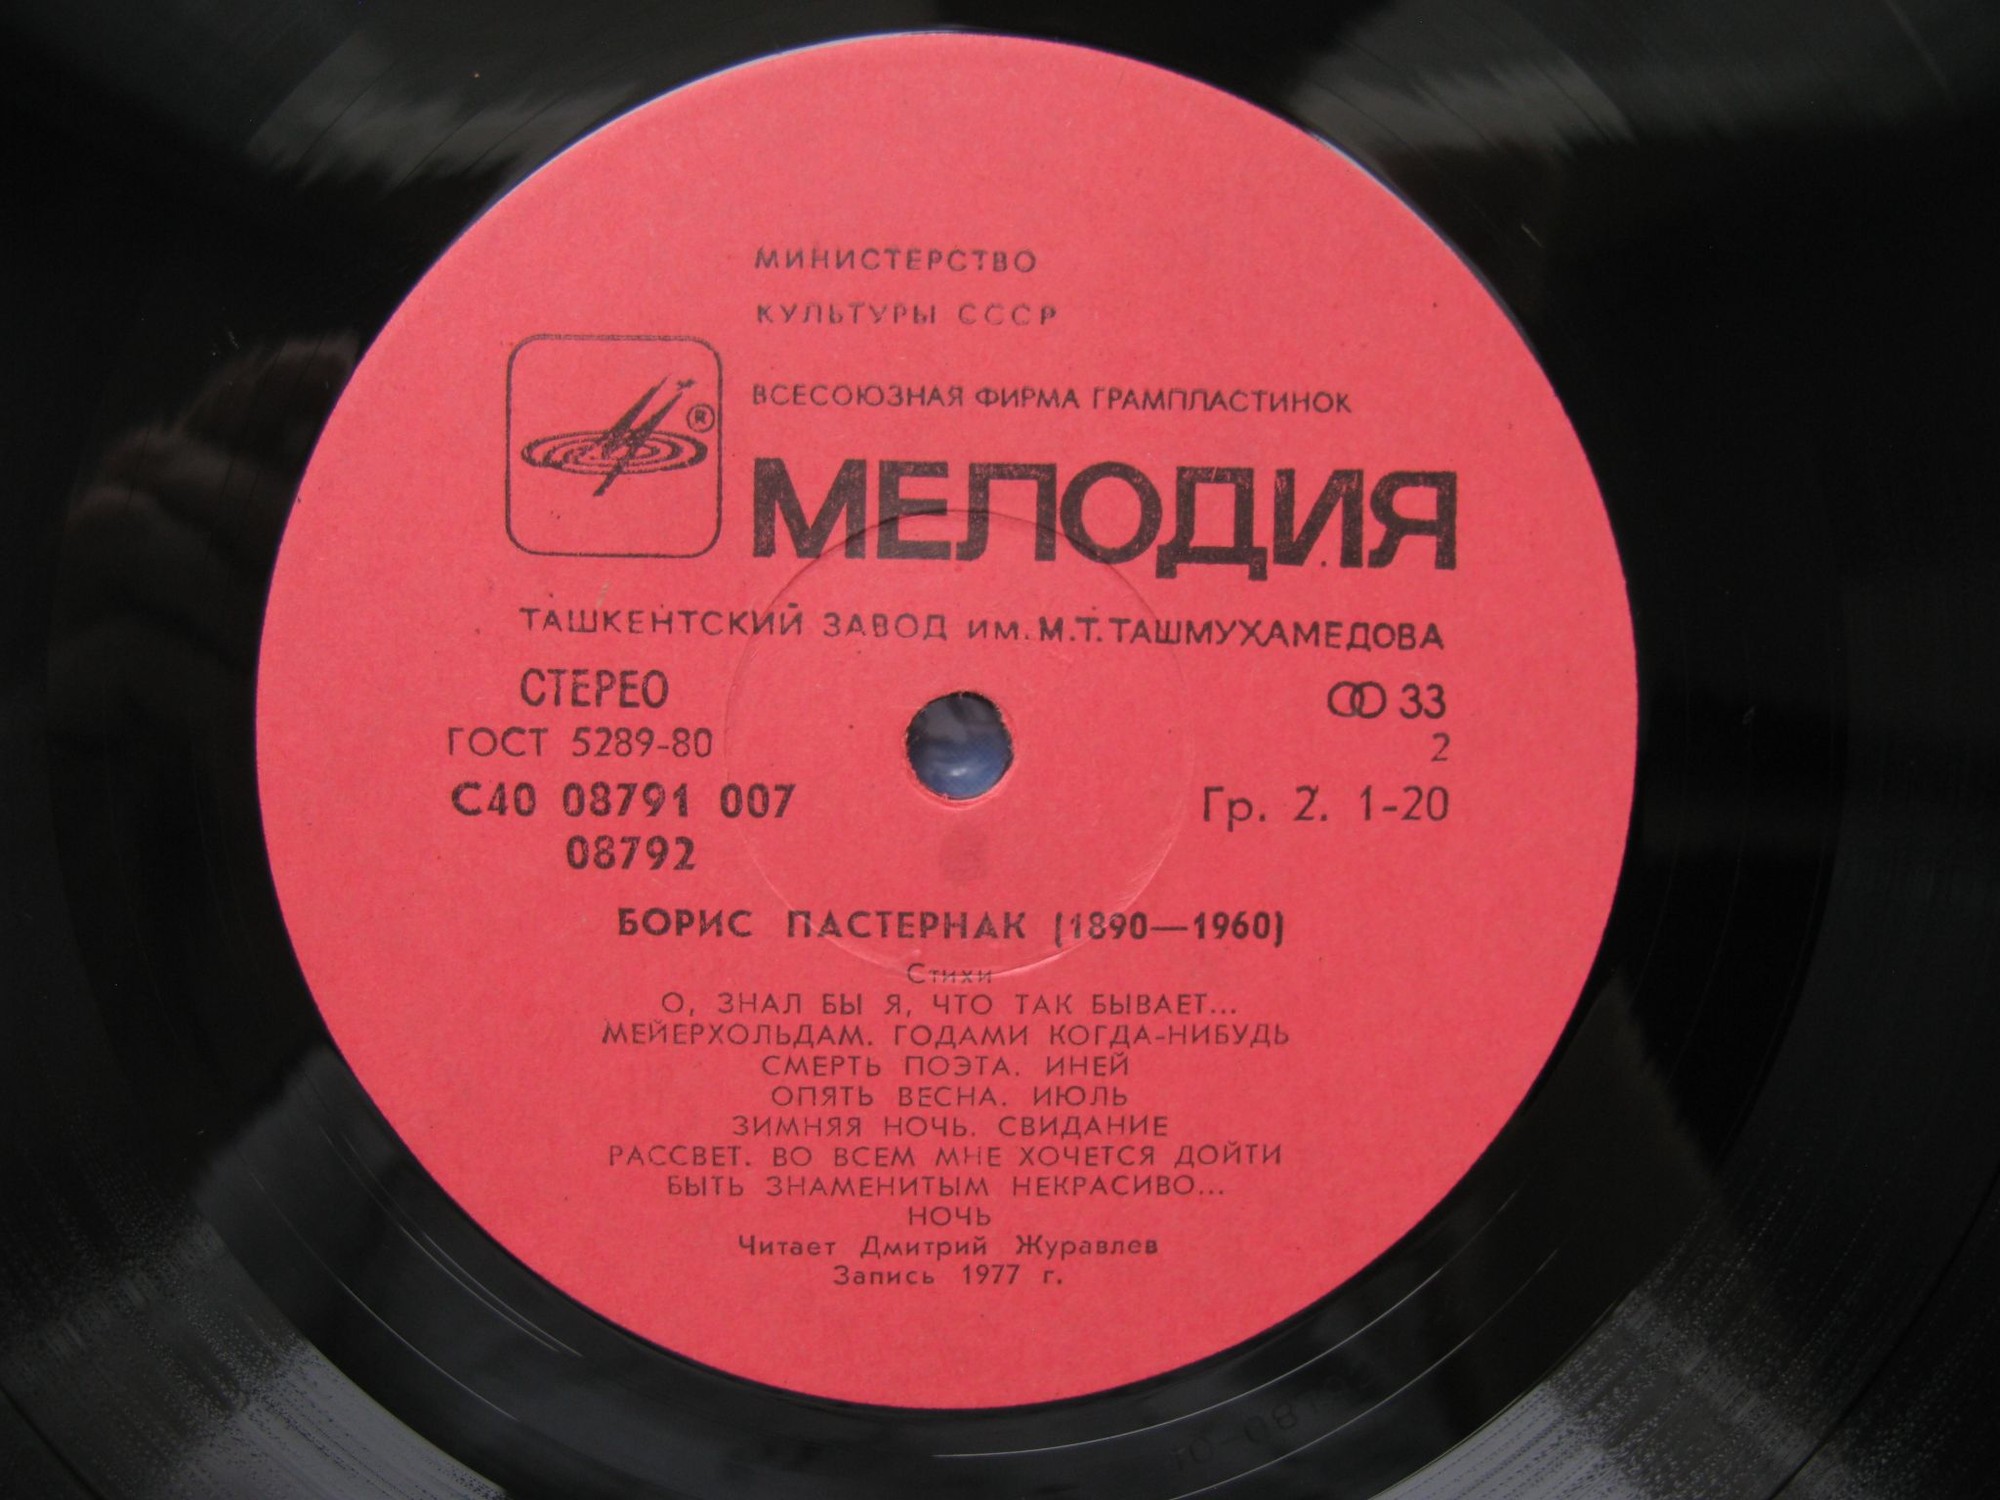 МИНИСТЕРСТВО
КУЛЬТУРЫ СССР
ВСЕСОЮЗНАЯ ФИРМА ГРАМПЛАСТИНОК
®
МЕЛОДИЯ
ТАШКЕНТСКИЙ ЗАВОД ИМ. М.Т. ТАШМУХАМЕДОВА
СТЕРЕО
33
ГОСТ 5289-80
2
С40 08791 007
Гр. 2. 1-20
08792
БОРИС ПАСТЕРНАК (1890—1960)
Стихи
О, ЗНАЛ БЫ Я, ЧТО ТАК БЫВАЕТ...
МЕЙЕРХОЛЬДАМ. ГОДАМИ КОГДА-НИБУДЬ
СМЕРТЬ ПОЭТА. ИНЕЙ
ОПЯТЬ ВЕСНА. ИЮЛЬ
ЗИМНЯЯ НОЧЬ. СВИДАНИЕ
РАССВЕТ. ВО ВСЕМ МНЕ ХОЧЕТСЯ ДОЙТИ
БЫТЬ ЗНАМЕНИТЫМ НЕКРАСИВО...
НОЧЬ
Читает Дмитрий Журавлев
Запись 1977 г.